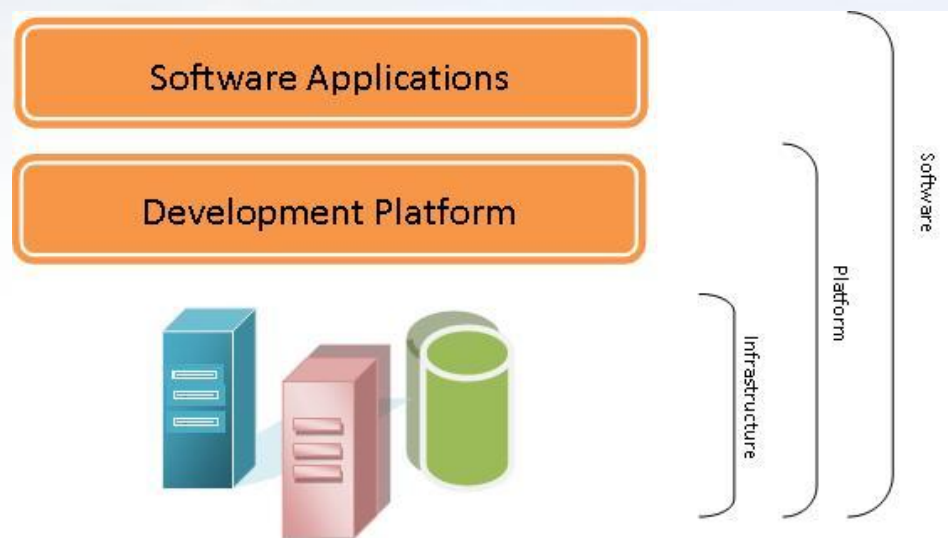 Software Applications
Development Platform
Software
Platform
Infrastructure